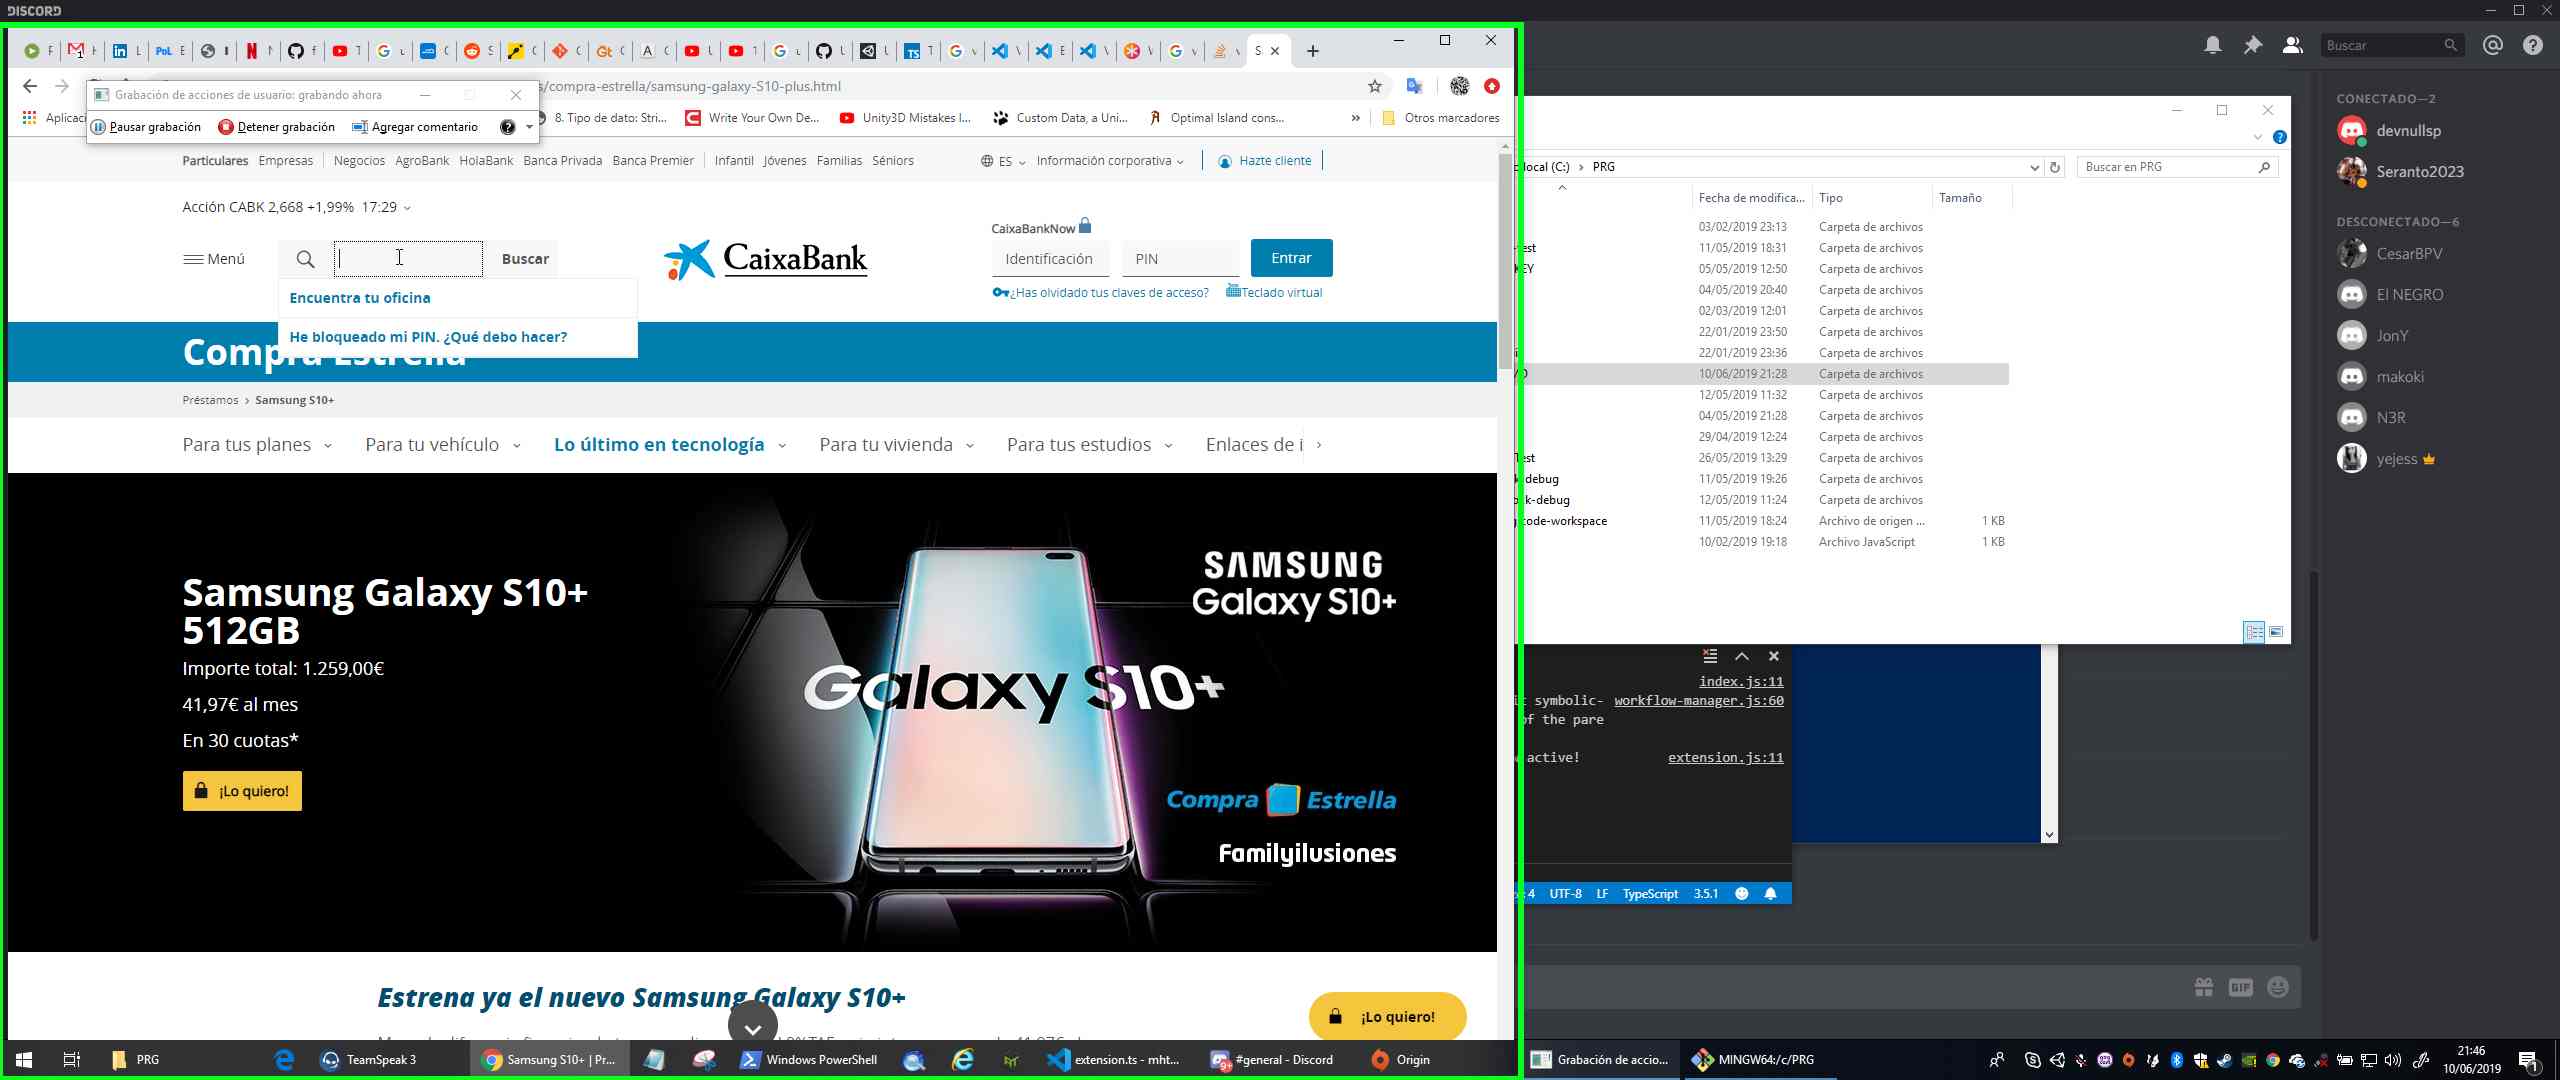 DISCORD
Grabación de acciones de usuario: grabando ahora
s/compra-estrella/samsung-galaxy-S10-plus.html
Pausar grabación
Detener grabación
Agregar comentario
8. Tipo de dato: Stri...
Write Your Own De...
Unity3D Mistakes I...
Custom Data, a Uni...
Optimal Island cons...
»
Otros marcadores
Particulares
Empresas
Negocios
AgroBank
HolaBank
Banca Privada
Banca Premier
Infantil
Jóvenes
Familias
Séniors
ES
Información corporativa
Hazte cliente
Acción CABK 2,668 +1,99% 17:29
Menú
Buscar
CaixaBank
CaixaBankNow
Identificación
PIN
Entrar
¿Has olvidado tus claves de acceso?
Teclado virtual
Encuentra tu oficina
He bloqueado mi PIN. ¿Qué debo hacer?
Compra Estrella
Préstamos › Samsung S10+
Para tus planes
Para tu vehículo
Lo último en tecnología
Para tu vivienda
Para tus estudios
Enlaces de i
Samsung Galaxy S10+
512GB
Importe total: 1.259,00€
41,97€ al mes
En 30 cuotas*
¡Lo quiero!
SAMSUNG
Galaxy S10+
Galaxy S10+
Compra Estrella
Familyilusiones
Estrena ya el nuevo Samsung Galaxy S10+
¡Lo quiero!
local (C:) › PRG
Buscar en PRG
Fecha de modifica...
Tipo
Tamaño
03/02/2019 23:13 Carpeta de archivos
-test 11/05/2019 18:31 Carpeta de archivos
KEY 05/05/2019 12:50 Carpeta de archivos
04/05/2019 20:40 Carpeta de archivos
02/03/2019 12:01 Carpeta de archivos
22/01/2019 23:50 Carpeta de archivos
22/01/2019 23:36 Carpeta de archivos
10/06/2019 21:28 Carpeta de archivos
12/05/2019 11:32 Carpeta de archivos
04/05/2019 21:28 Carpeta de archivos
29/04/2019 12:24 Carpeta de archivos
Test 26/05/2019 13:29 Carpeta de archivos
k-debug 11/05/2019 19:26 Carpeta de archivos
ck-debug 12/05/2019 11:24 Carpeta de archivos
code-workspace 11/05/2019 18:24 Archivo de origen ... 1 KB
10/02/2019 19:18 Archivo JavaScript 1 KB
index.js:11
symbolic- workflow-manager.js:60
of the pare
active! extension.js:11
4 UTF-8 LF TypeScript 3.5.1
Buscar
CONECTADO—2
devnullsp
Seranto2023
DESCONECTADO—6
CesarBPV
El NEGRO
JonY
makoki
N3R
yejess
GIF
PRG
TeamSpeak 3
Samsung S10+ | Pr...
Windows PowerShell
extension.ts - mht...
#general - Discord
Origin
Grabación de accio...
MINGW64:/c/PRG
21:46
10/06/2019